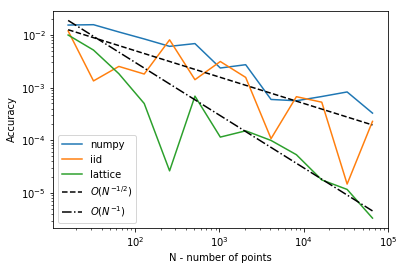 10⁻²
10⁻³
10⁻⁴
10⁻⁵
Accuracy
numpy
iid
lattice
O(N⁻¹/²)
O(N⁻¹)
10²
10³
10⁴
10⁵
N - number of points